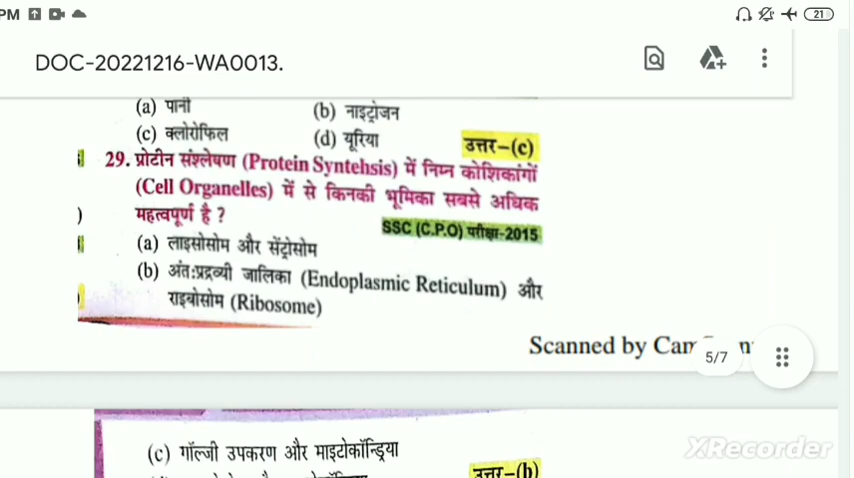 PM 21
DOC-20221216-WA0013.
(a) पानी (b) नाइट्रोजन
(c) क्लोरोफिल (d) यूरिया उत्तर–(c)
29. प्रोटीन संश्लेषण (Protein Syntehsis) में निम्न कोशिकांगों
(Cell Organelles) में से किनकी भूमिका सबसे अधिक
महत्वपूर्ण है ? SSC (C.P.O) परीक्षा-2015
(a) लाइसोसोम और सेंट्रोसोम
(b) अंत:प्रद्रव्यी जालिका (Endoplasmic Reticulum) और
राइबोसोम (Ribosome)
Scanned by
5/7
(c) गॉल्जी उपकरण और माइटोकॉन्ड्रिया
XRecorder
उत्तर–(b)